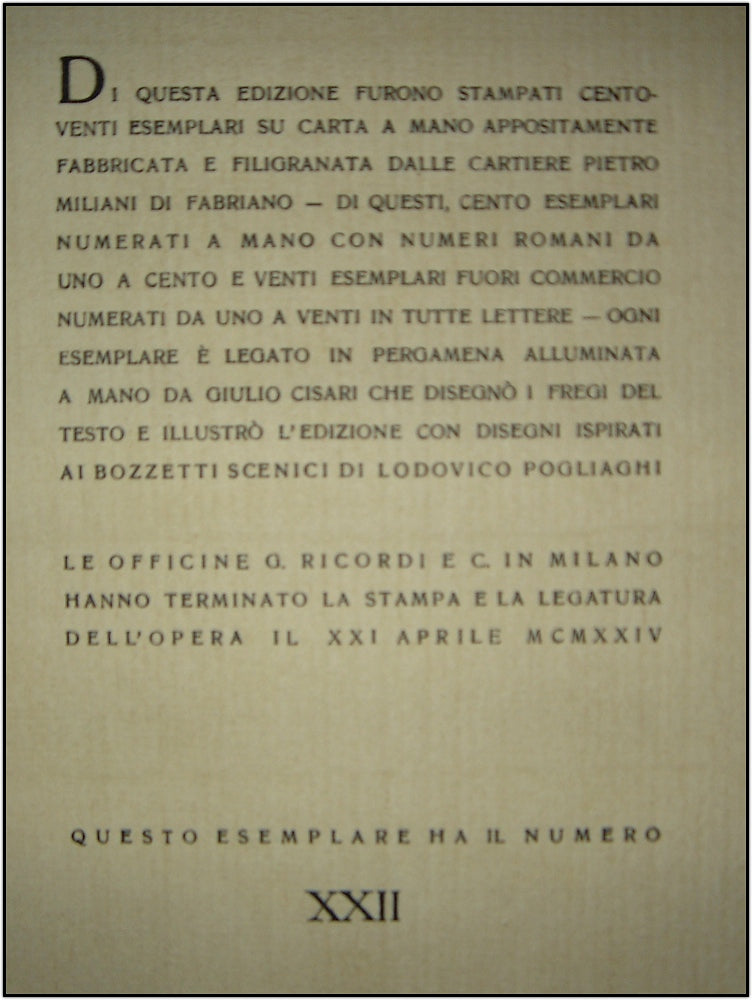 DI QUESTA EDIZIONE FURONO STAMPATI CENTO-
VENTI ESEMPLARI SU CARTA A MANO APPOSITAMENTE
FABBRICATA E FILIGRANATA DALLE CARTIERE PIETRO
MILIANI DI FABRIANO — DI QUESTI, CENTO ESEMPLARI
NUMERATI A MANO CON NUMERI ROMANI DA
UNO A CENTO E VENTI ESEMPLARI FUORI COMMERCIO
NUMERATI DA UNO A VENTI IN TUTTE LETTERE — OGNI
ESEMPLARE È LEGATO IN PERGAMENA ALLUMINATA
A MANO DA GIULIO CISARI CHE DISEGNÒ I FREGI DEL
TESTO E ILLUSTRÒ L'EDIZIONE CON DISEGNI ISPIRATI
AI BOZZETTI SCENICI DI LODOVICO POGLIAGHI
LE OFFICINE G. RICORDI E C. IN MILANO
HANNO TERMINATO LA STAMPA E LA LEGATURA
DELL'OPERA IL XXI APRILE MCMXXIV
QUESTO ESEMPLARE HA IL NUMERO
XXII